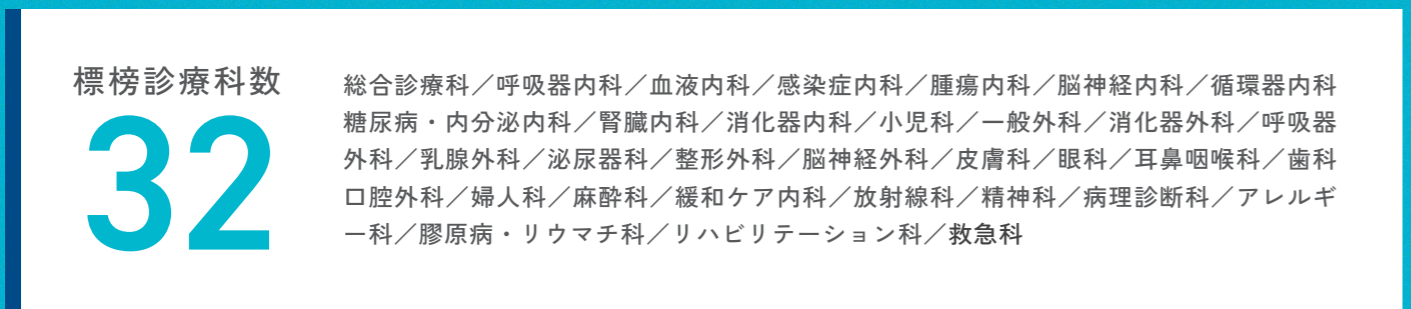 標榜診療科数
32
総合診療科／呼吸器内科／血液内科／感染症内科／腫瘍内科／脳神経内科／循環器内科
糖尿病・内分泌内科／腎臓内科／消化器内科／小児科／一般外科／消化器外科／呼吸器
外科／乳腺外科／泌尿器科／整形外科／脳神経外科／皮膚科／眼科／耳鼻咽喉科／歯科
口腔外科／婦人科／麻酔科／緩和ケア内科／放射線科／精神科／病理診断科／アレルギ
ー科／膠原病・リウマチ科／リハビリテーション科／救急科